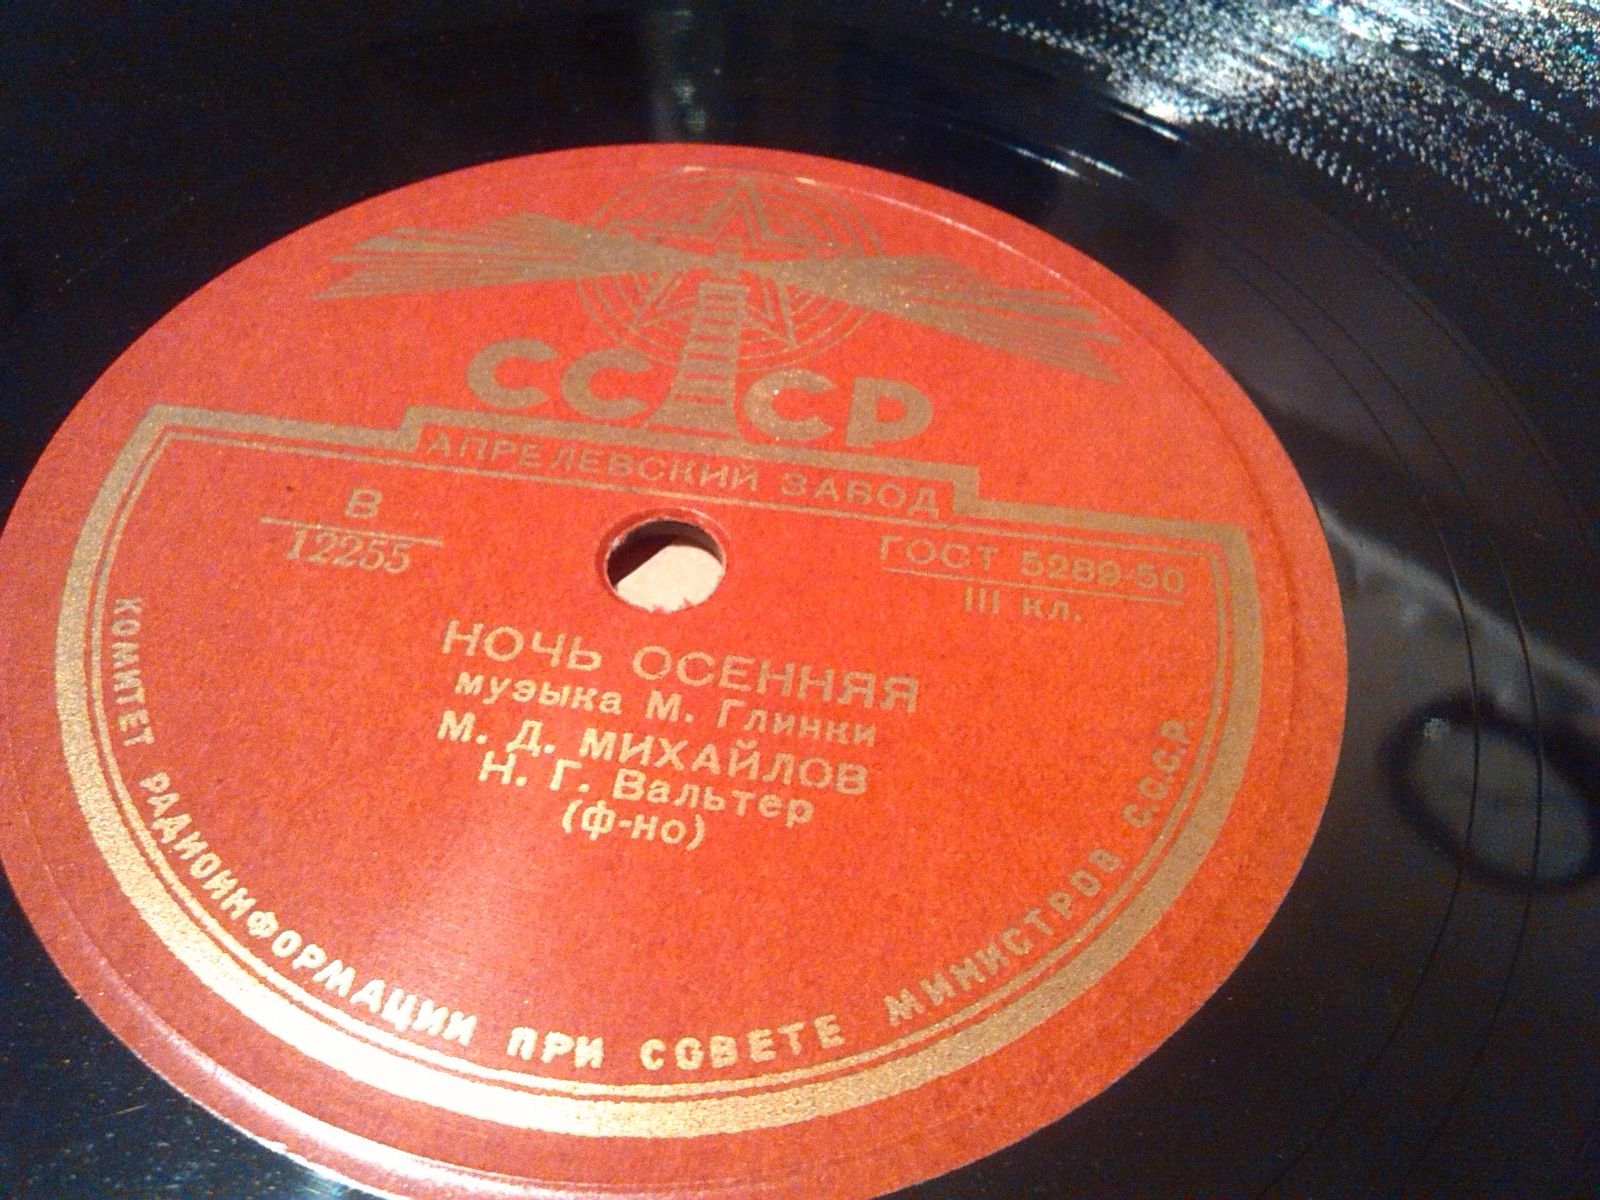 СССР
АПРЕЛЕВСКИЙ ЗАВОД
В
12255
ГОСТ 5289-50
III кл.
НОЧЬ ОСЕННЯЯ
музыка М. Глинки
М. Д. МИХАЙЛОВ
Н. Г. Вальтер
(ф-но)
КОМИТЕТ РАДИОИНФОРМАЦИИ ПРИ СОВЕТЕ МИНИСТРОВ С.С.С.Р.